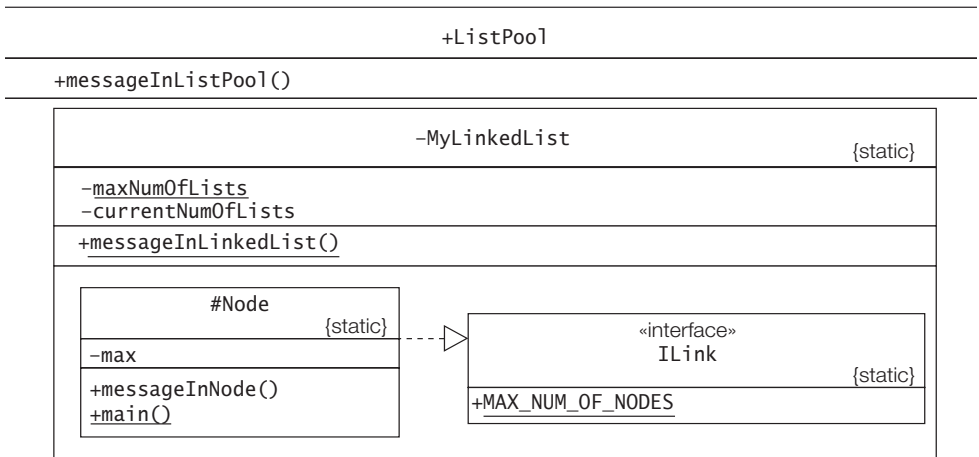 +ListPool
+messageInListPool()
–MyLinkedList
{static}
–maxNumOfLists
–currentNumOfLists
+messageInLinkedList()
#Node
{static}
–max
+messageInNode()
+main()
«interface»
ILink
{static}
+MAX_NUM_OF_NODES